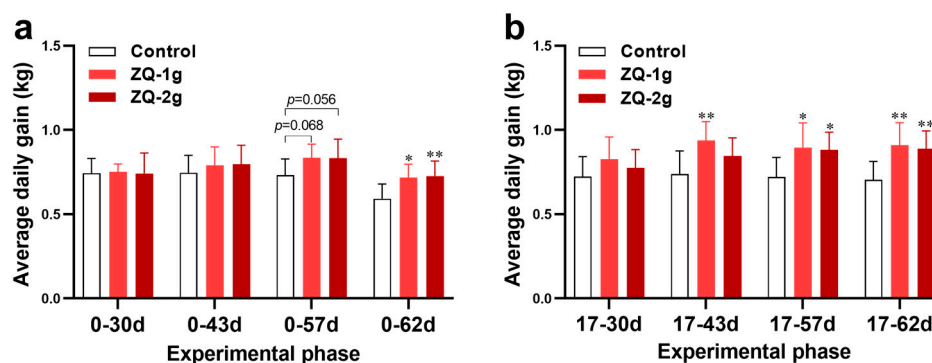 a
Control
ZQ-1g
ZQ-2g
Average daily gain (kg)
1.5
1.0
0.5
0.0
p=0.056
p=0.068
*
**
0-30d
0-43d
0-57d
0-62d
Experimental phase
b
Control
ZQ-1g
ZQ-2g
Average daily gain (kg)
1.5
1.0
0.5
0.0
**
*
*
**
**
17-30d
17-43d
17-57d
17-62d
Experimental phase